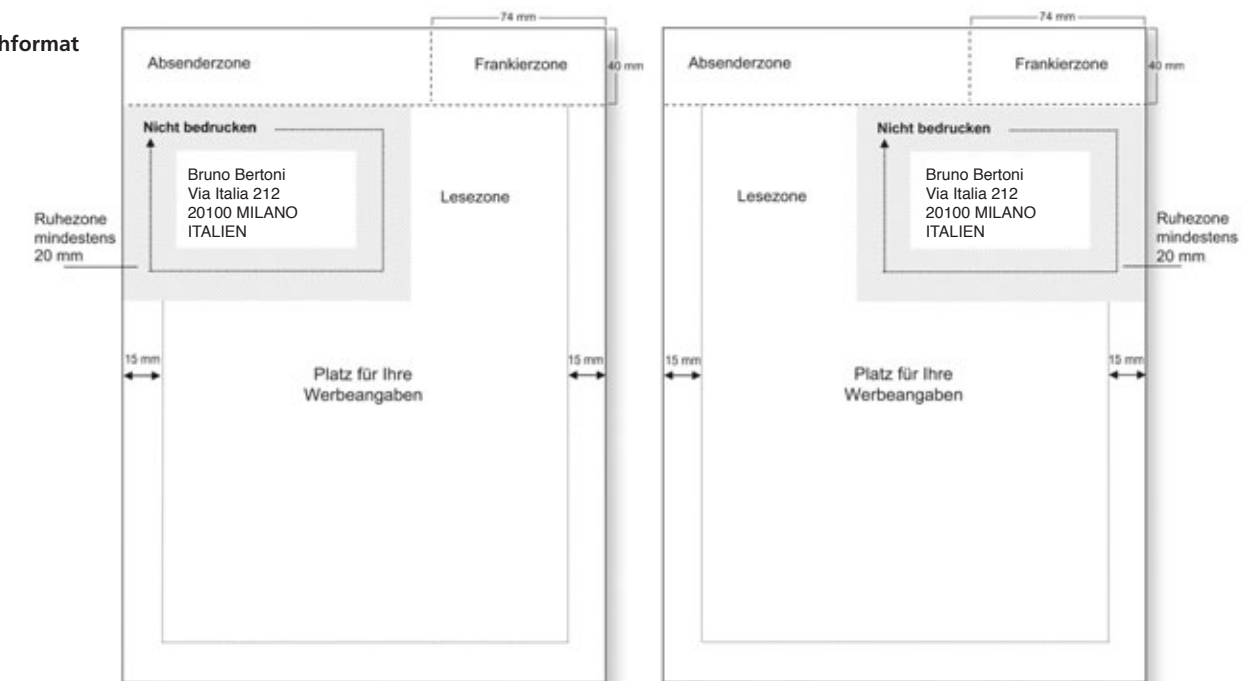 74 mm
Absenderzone
Frankierzone
40 mm
Nicht bedrucken
Bruno Bertoni
Via Italia 212
20100 MILANO
ITALIEN
Lesezone
Ruhezone
mindestens
20 mm
15 mm
15 mm
Platz für Ihre
Werbeangaben
74 mm
Absenderzone
Frankierzone
40 mm
Nicht bedrucken
Lesezone
Bruno Bertoni
Via Italia 212
20100 MILANO
ITALIEN
Ruhezone
mindestens
20 mm
15 mm
15 mm
Platz für Ihre
Werbeangaben